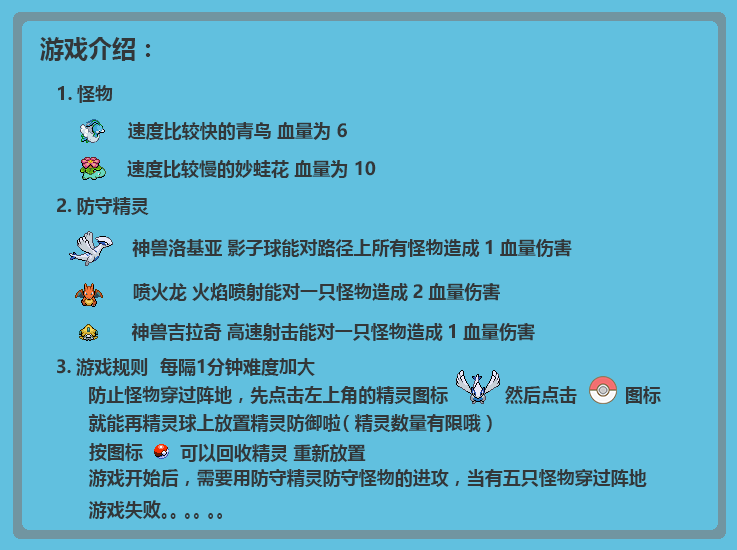 游戏介绍：
1. 怪物
速度比较快的青鸟 血量为 6
速度比较慢的妙蛙花 血量为 10
2. 防守精灵
神兽洛基亚 影子球能对路径上所有怪物造成 1 血量伤害
喷火龙 火焰喷射能对一只怪物造成 2 血量伤害
神兽吉拉奇 高速射击能对一只怪物造成 1 血量伤害
3. 游戏规则 每隔1分钟难度加大
防止怪物穿过阵地，先点击左上角的精灵图标 然后点击 图标
就能再精灵球上放置精灵防御啦( 精灵数量有限哦 )
按图标 可以回收精灵 重新放置
游戏开始后，需要用防守精灵防守怪物的进攻，当有五只怪物穿过阵地
游戏失败。。。。。。